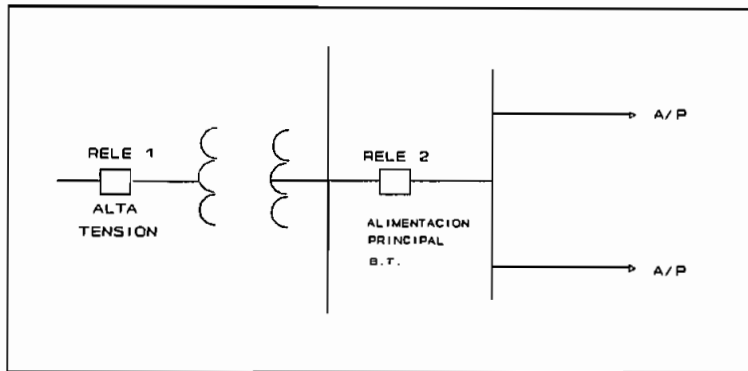 RELE 1
ALTA
TENSION
RELE 2
ALIMENTACION
PRINCIPAL
B.T.
A/P
A/P